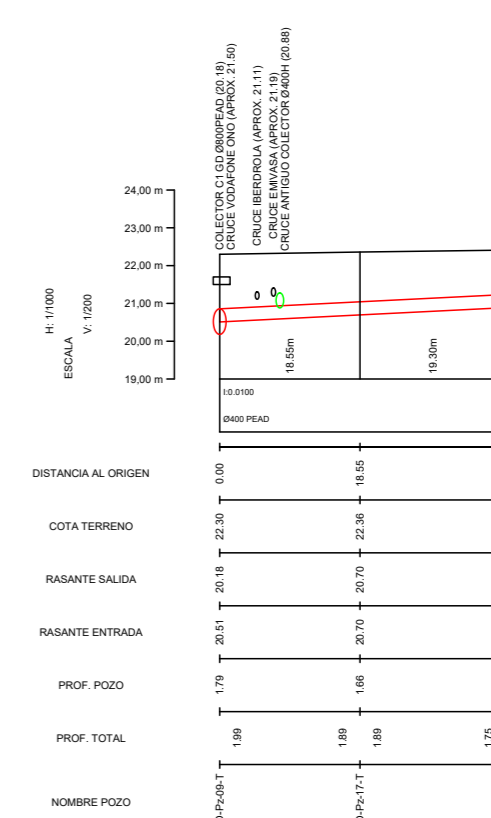 COLECTOR C1 GD Ø800PEAD (20.18)
CRUCE VODAFONE ONO (APROX. 21.50)
CRUCE IBERDROLA (APROX. 21.11)
CRUCE EMIVASA (APROX. 21.19)
CRUCE ANTIGUO COLECTOR Ø400H (20.88)
24,00 m
23,00 m
22,00 m
21,00 m
20,00 m
19,00 m
H: 1/1000
ESCALA
V: 1/200
18.55m
19.30m
I:0.0100
Ø400 PEAD
DISTANCIA AL ORIGEN 0.00 18.55
COTA TERRENO 22.30 22.36
RASANTE SALIDA 20.18 20.70
RASANTE ENTRADA 20.51 20.70
PROF. POZO 1.79 1.66
PROF. TOTAL 1.99 1.89 1.89 1.75
NOMBRE POZO -Pz-09-T -Pz-17-T